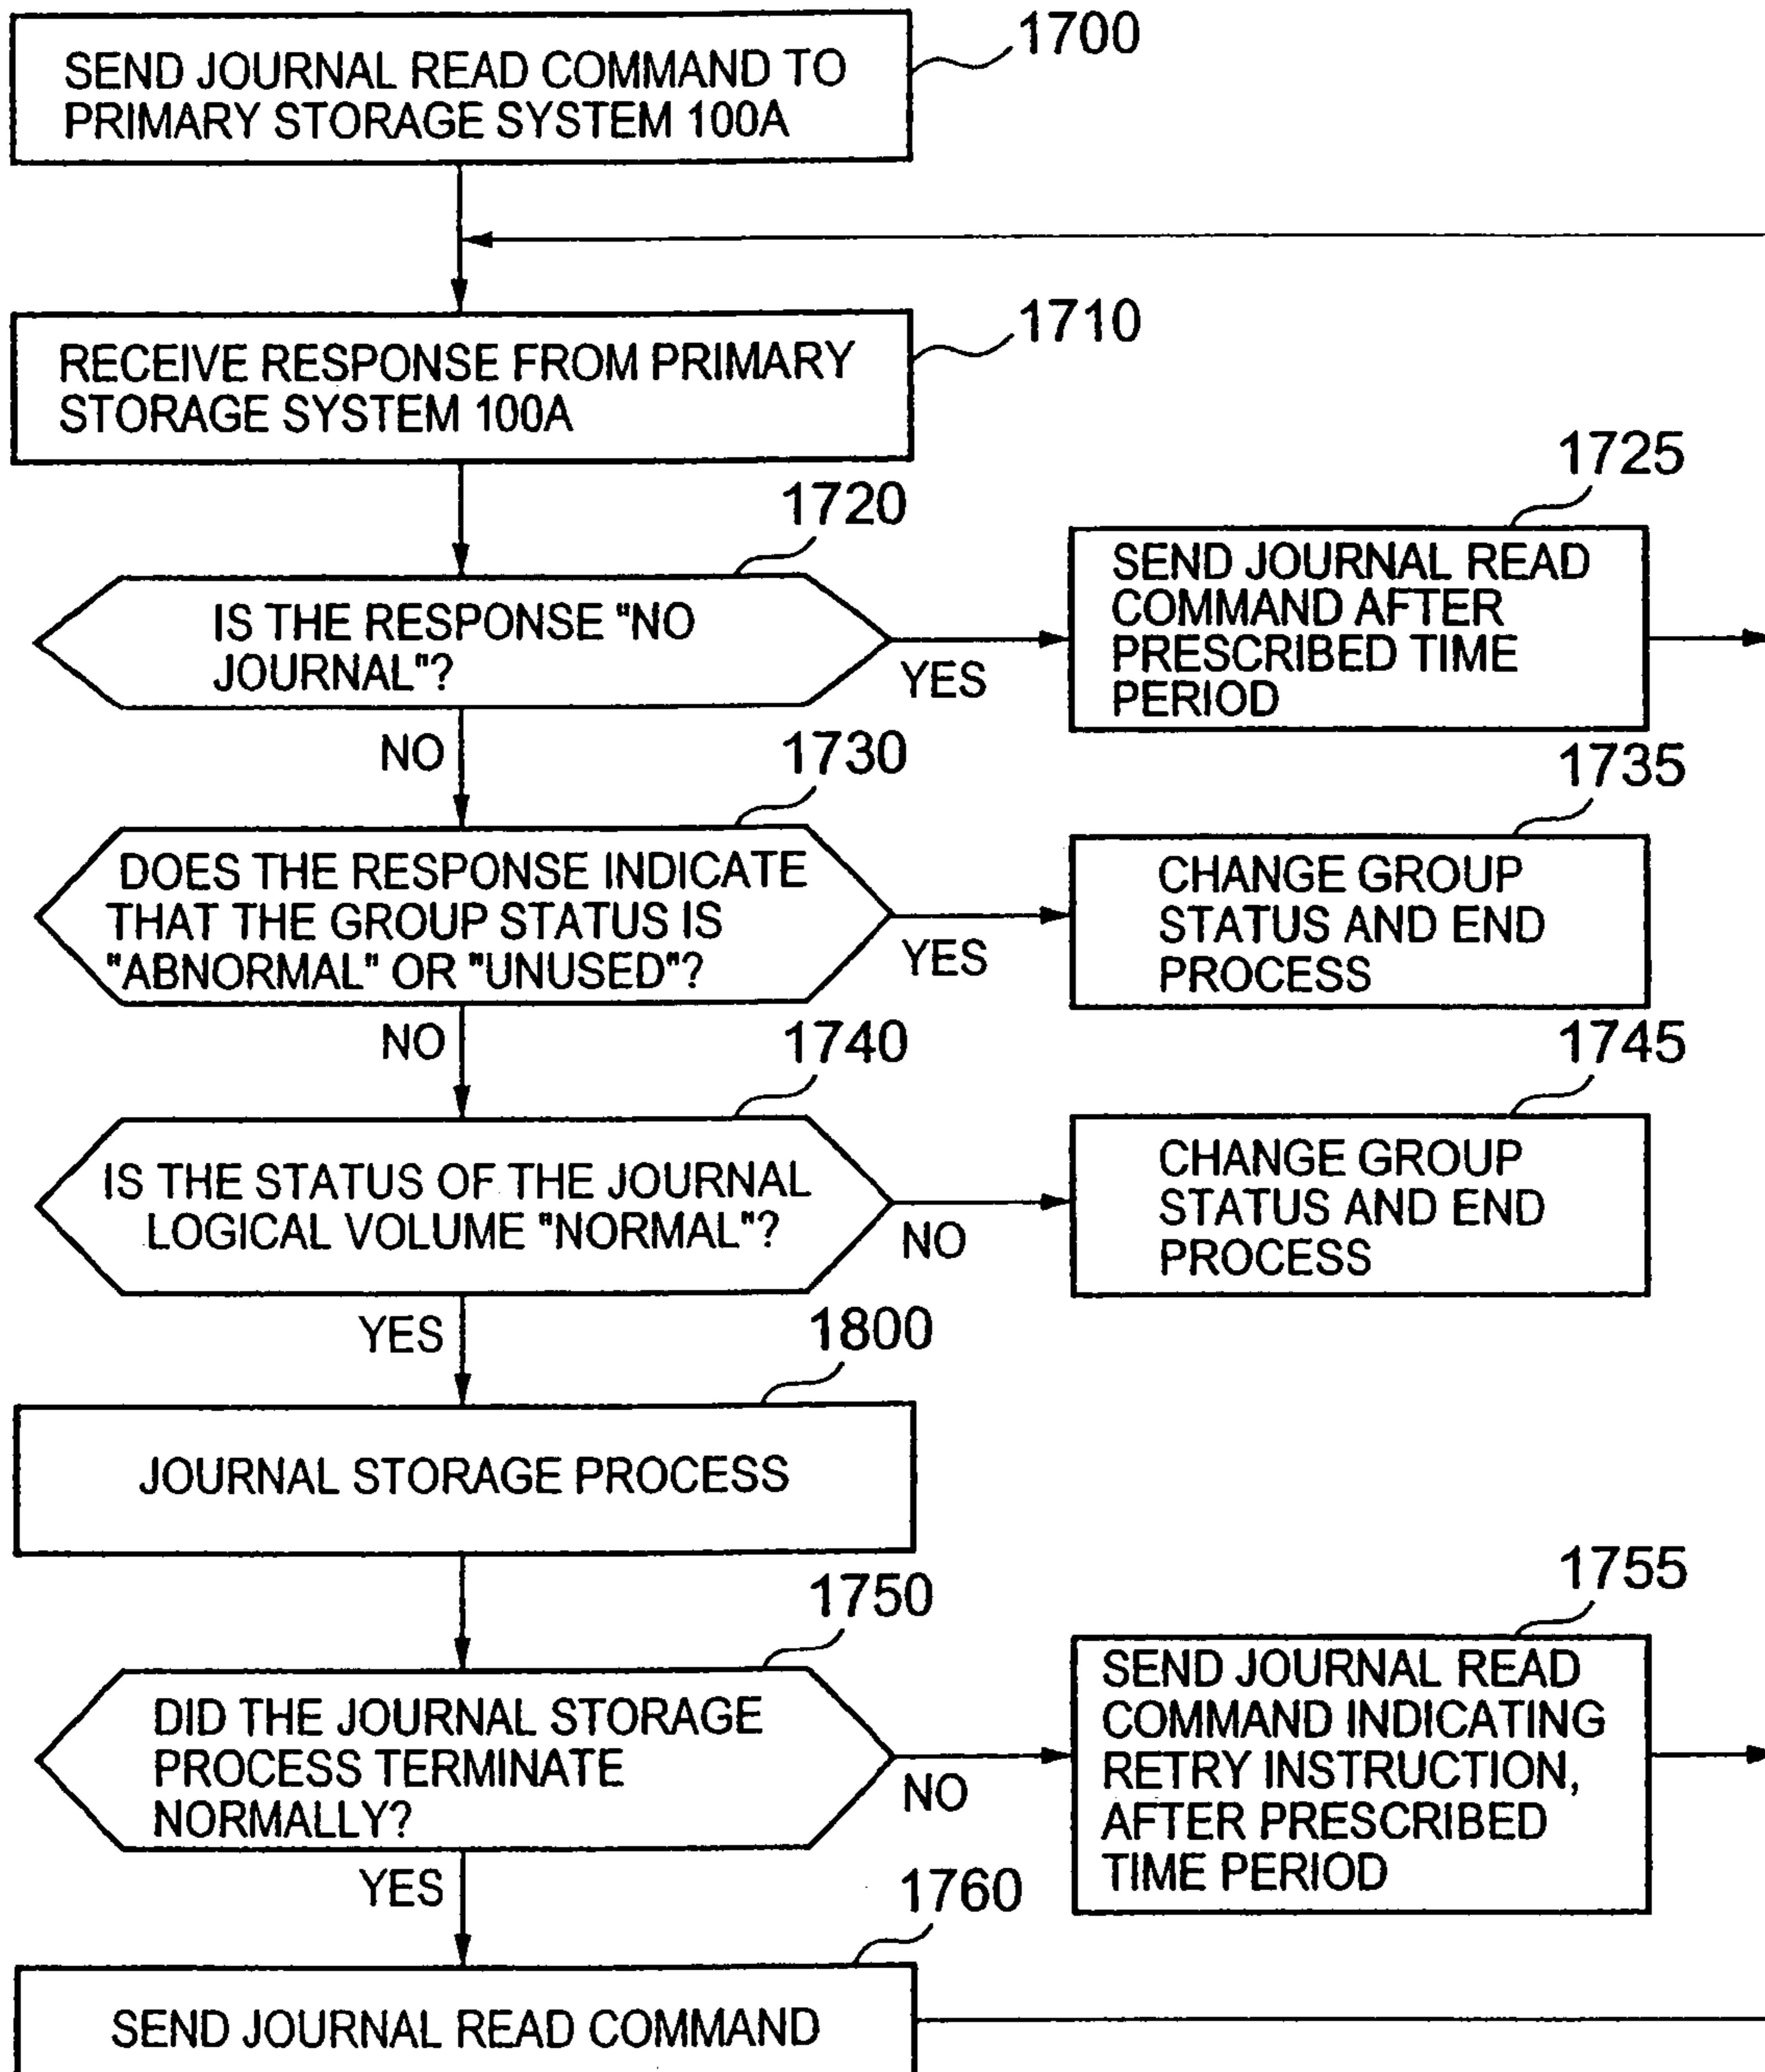 1700
SEND JOURNAL READ COMMAND TO
PRIMARY STORAGE SYSTEM 100A
1710
RECEIVE RESPONSE FROM PRIMARY
STORAGE SYSTEM 100A
1720
IS THE RESPONSE "NO
JOURNAL"?
YES
NO
1725
SEND JOURNAL READ
COMMAND AFTER
PRESCRIBED TIME
PERIOD
1730
DOES THE RESPONSE INDICATE
THAT THE GROUP STATUS IS
"ABNORMAL" OR "UNUSED"?
YES
NO
1735
CHANGE GROUP
STATUS AND END
PROCESS
1740
IS THE STATUS OF THE JOURNAL
LOGICAL VOLUME "NORMAL"?
NO
YES
1745
CHANGE GROUP
STATUS AND END
PROCESS
1800
JOURNAL STORAGE PROCESS
1750
DID THE JOURNAL STORAGE
PROCESS TERMINATE
NORMALLY?
NO
YES
1755
SEND JOURNAL READ
COMMAND INDICATING
RETRY INSTRUCTION,
AFTER PRESCRIBED
TIME PERIOD
1760
SEND JOURNAL READ COMMAND